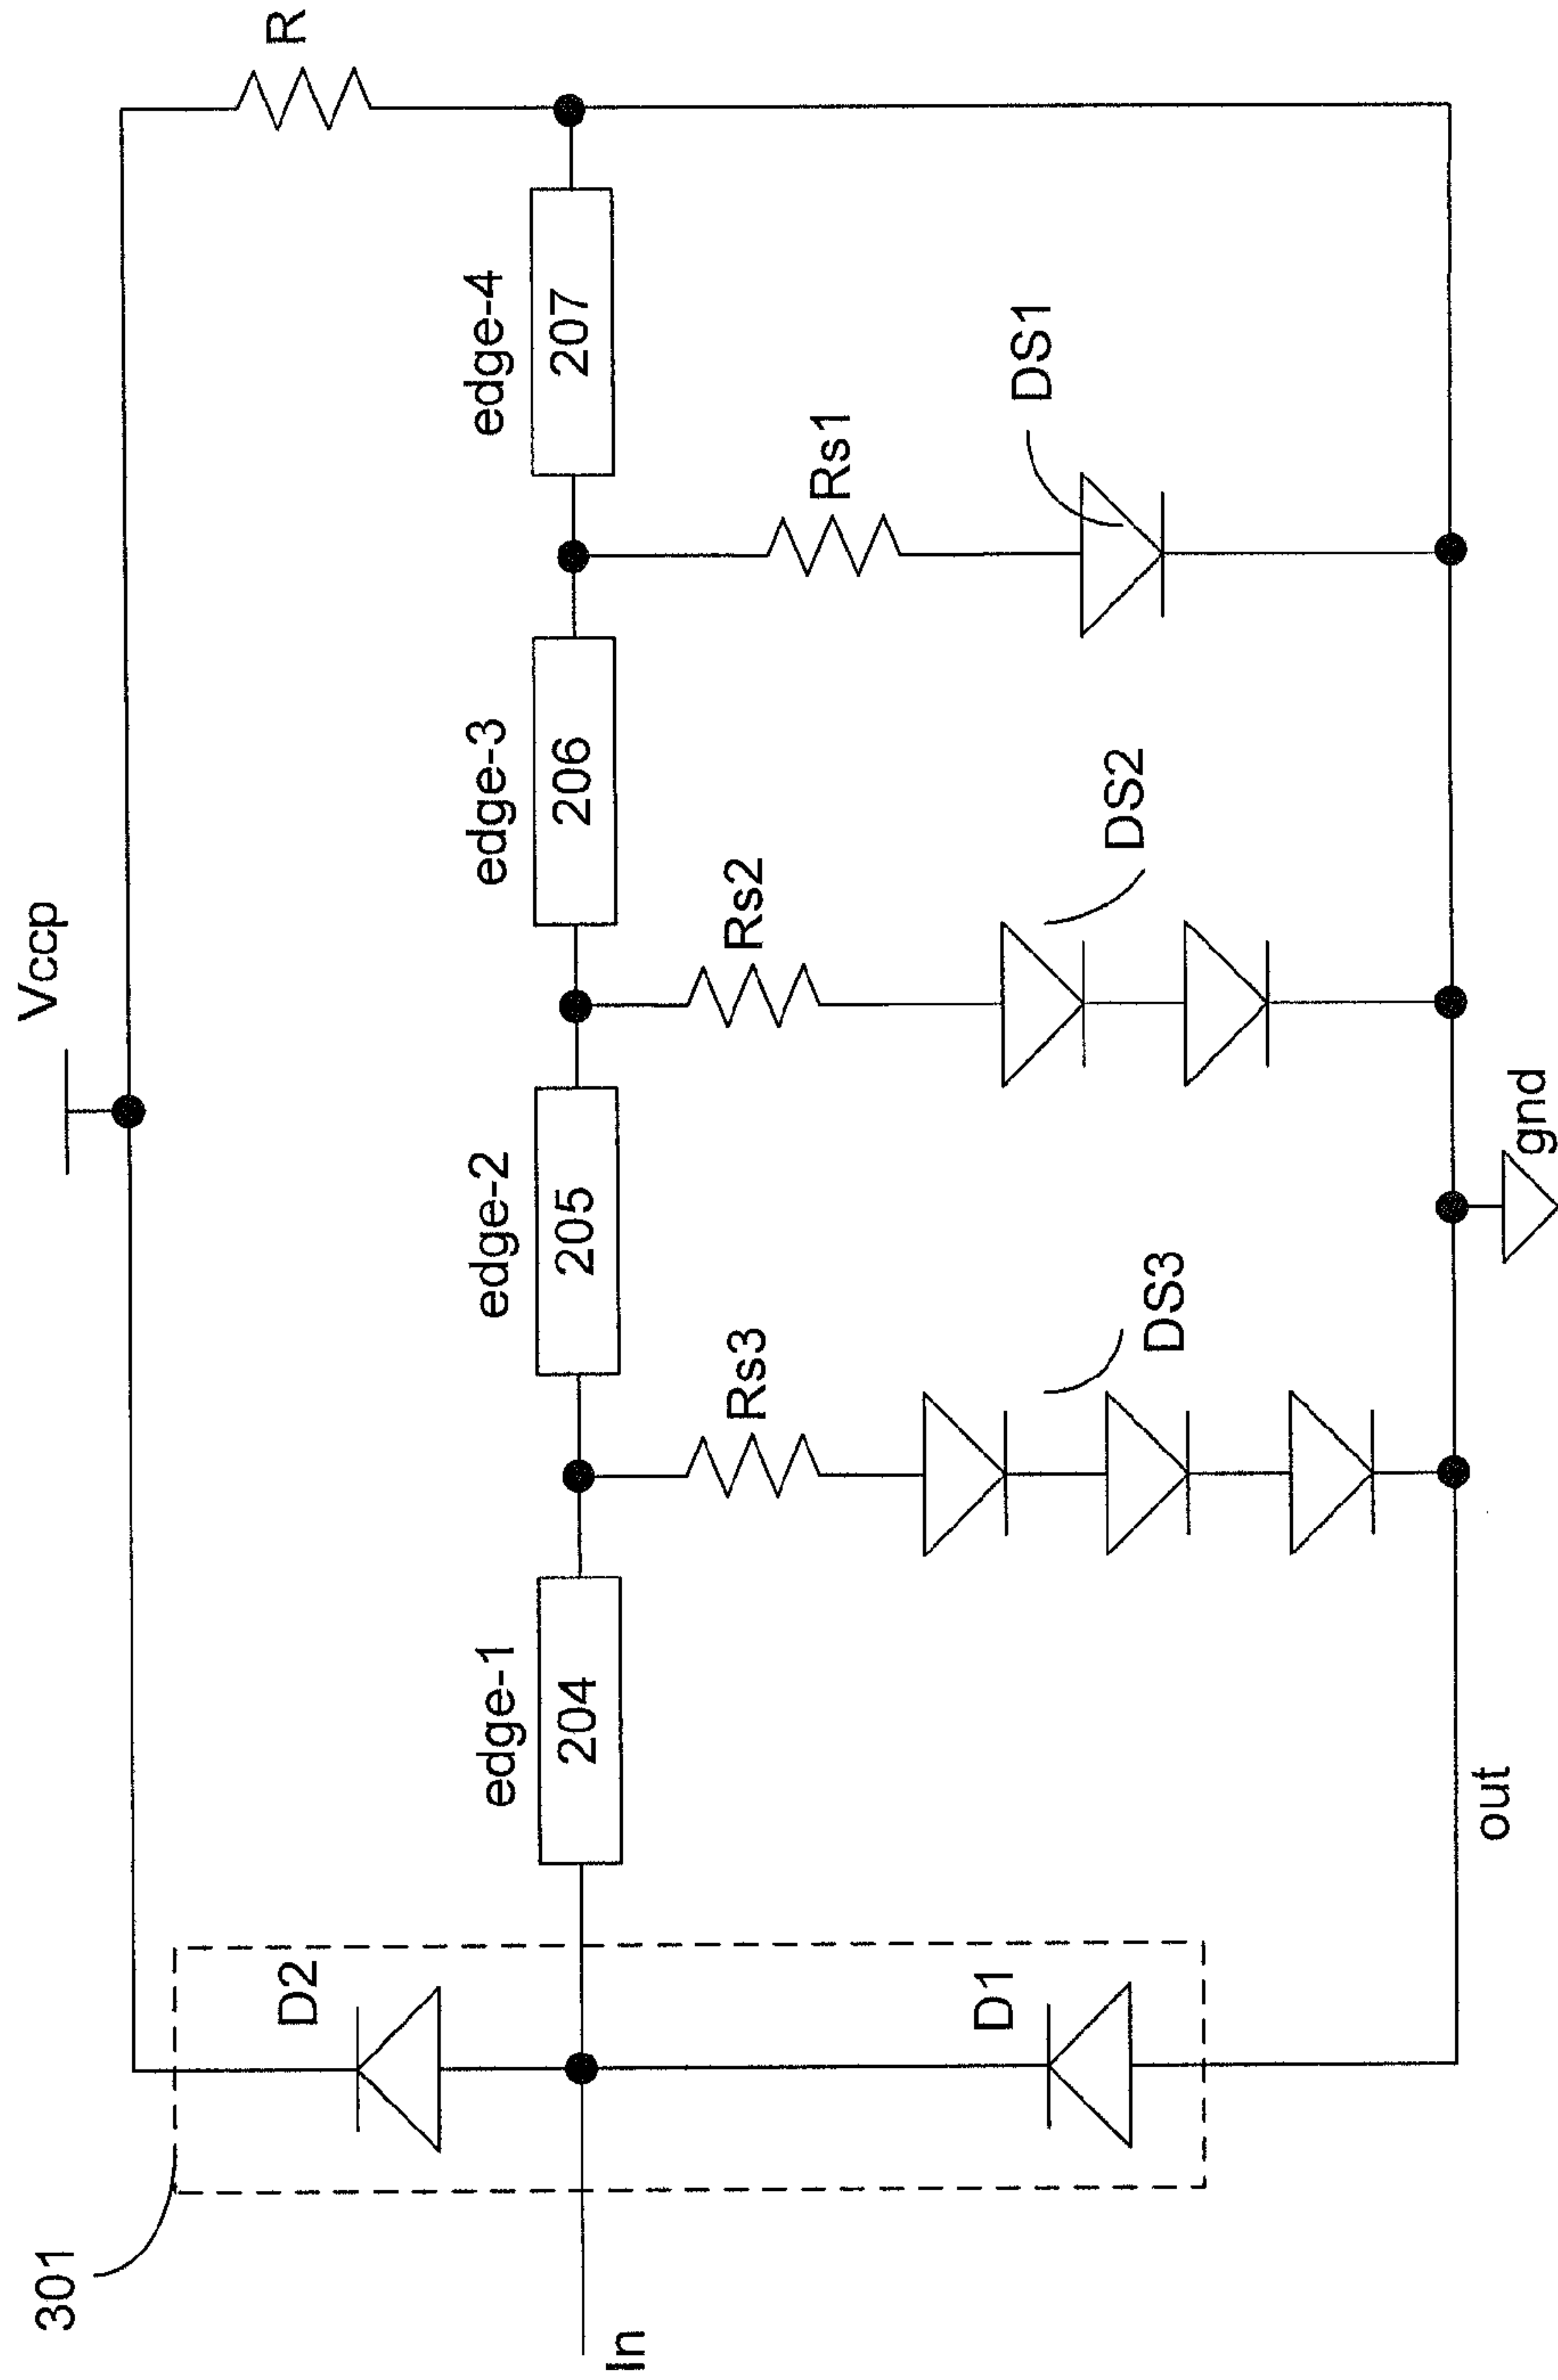 Vccp
R
301
D2
edge-1
204
edge-2
205
edge-3
206
edge-4
207
Rs3
Rs2
Rs1
DS3
DS2
DS1
In
D1
out
gnd